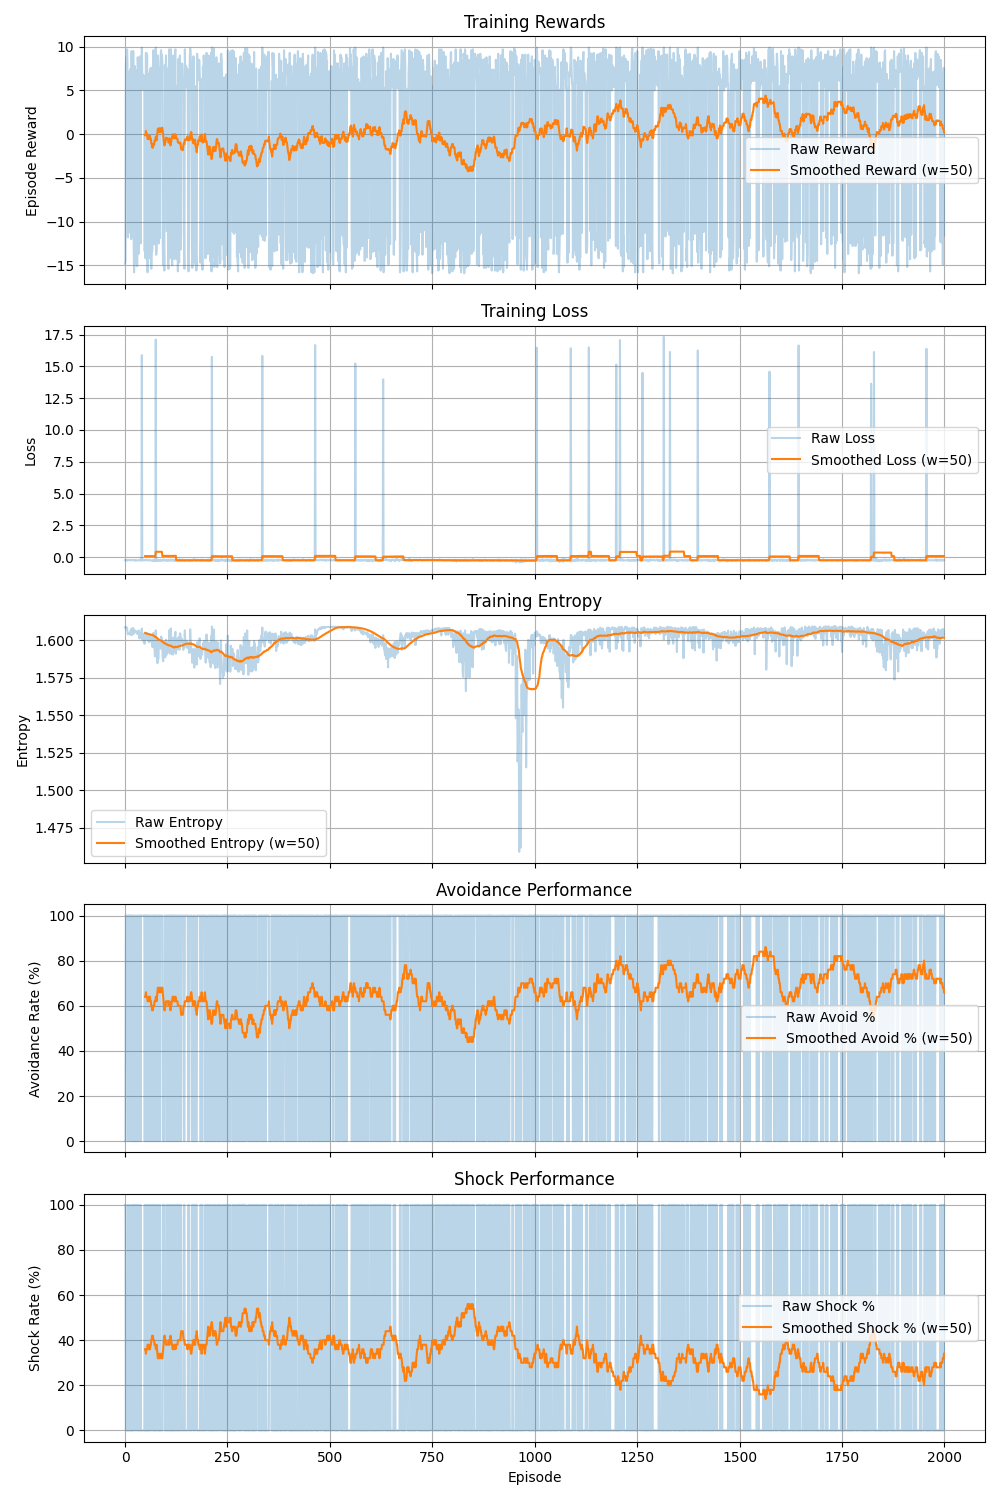 Training Rewards
10
5
0
−5
−10
−15
Episode Reward
Raw Reward
Smoothed Reward (w=50)
Training Loss
17.5
15.0
12.5
10.0
7.5
5.0
2.5
0.0
Loss
Raw Loss
Smoothed Loss (w=50)
Training Entropy
1.600
1.575
1.550
1.525
1.500
1.475
Entropy
Raw Entropy
Smoothed Entropy (w=50)
Avoidance Performance
100
80
60
40
20
0
Avoidance Rate (%)
Raw Avoid %
Smoothed Avoid % (w=50)
Shock Performance
100
80
60
40
20
0
Shock Rate (%)
Raw Shock %
Smoothed Shock % (w=50)
0 250 500 750 1000 1250 1500 1750 2000
Episode